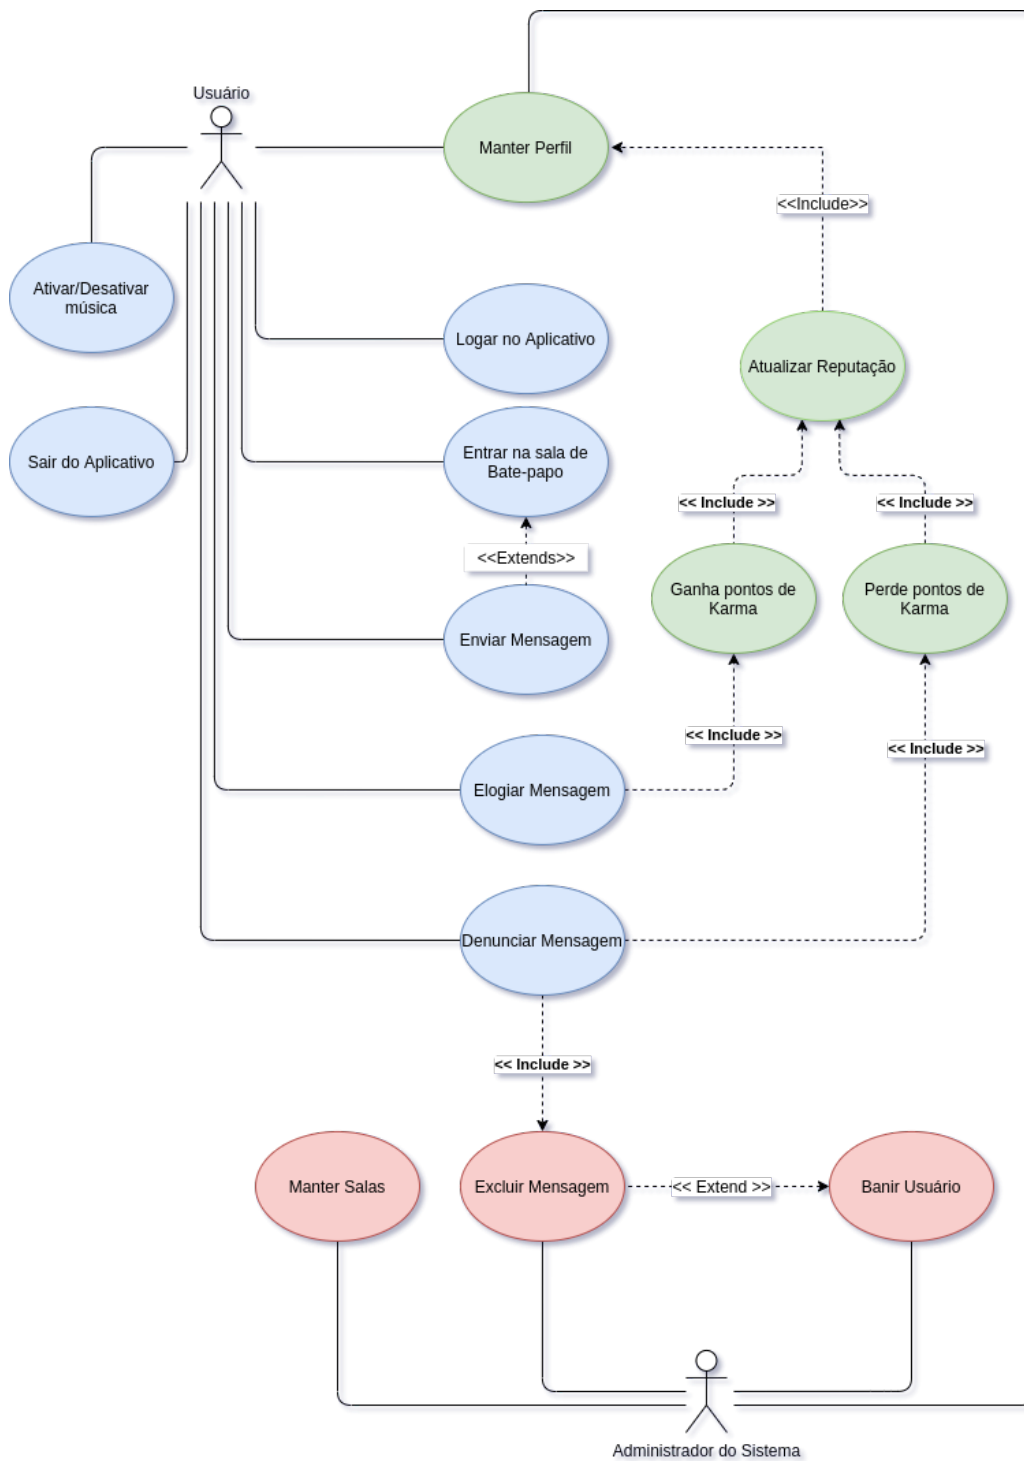 Usuário
Manter Perfil
<<Include>>
Ativar/Desativar
música
Logar no Aplicativo
Atualizar Reputação
Sair do Aplicativo
Entrar na sala de
Bate-papo
<< Include >>
<< Include >>
<<Extends>>
Ganha pontos de
Karma
Perde pontos de
Karma
Enviar Mensagem
<< Include >>
<< Include >>
Elogiar Mensagem
Denunciar Mensagem
<< Include >>
Manter Salas
Excluir Mensagem
<< Extend >>
Banir Usuário
Administrador do Sistema